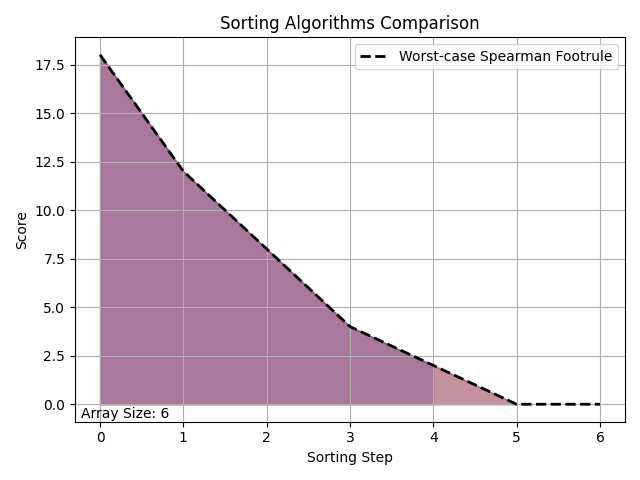 Sorting Algorithms Comparison
Worst-case Spearman Footrule
17.5
15.0
12.5
10.0
7.5
5.0
2.5
0.0
Score
Array Size: 6
0 1 2 3 4 5 6
Sorting Step